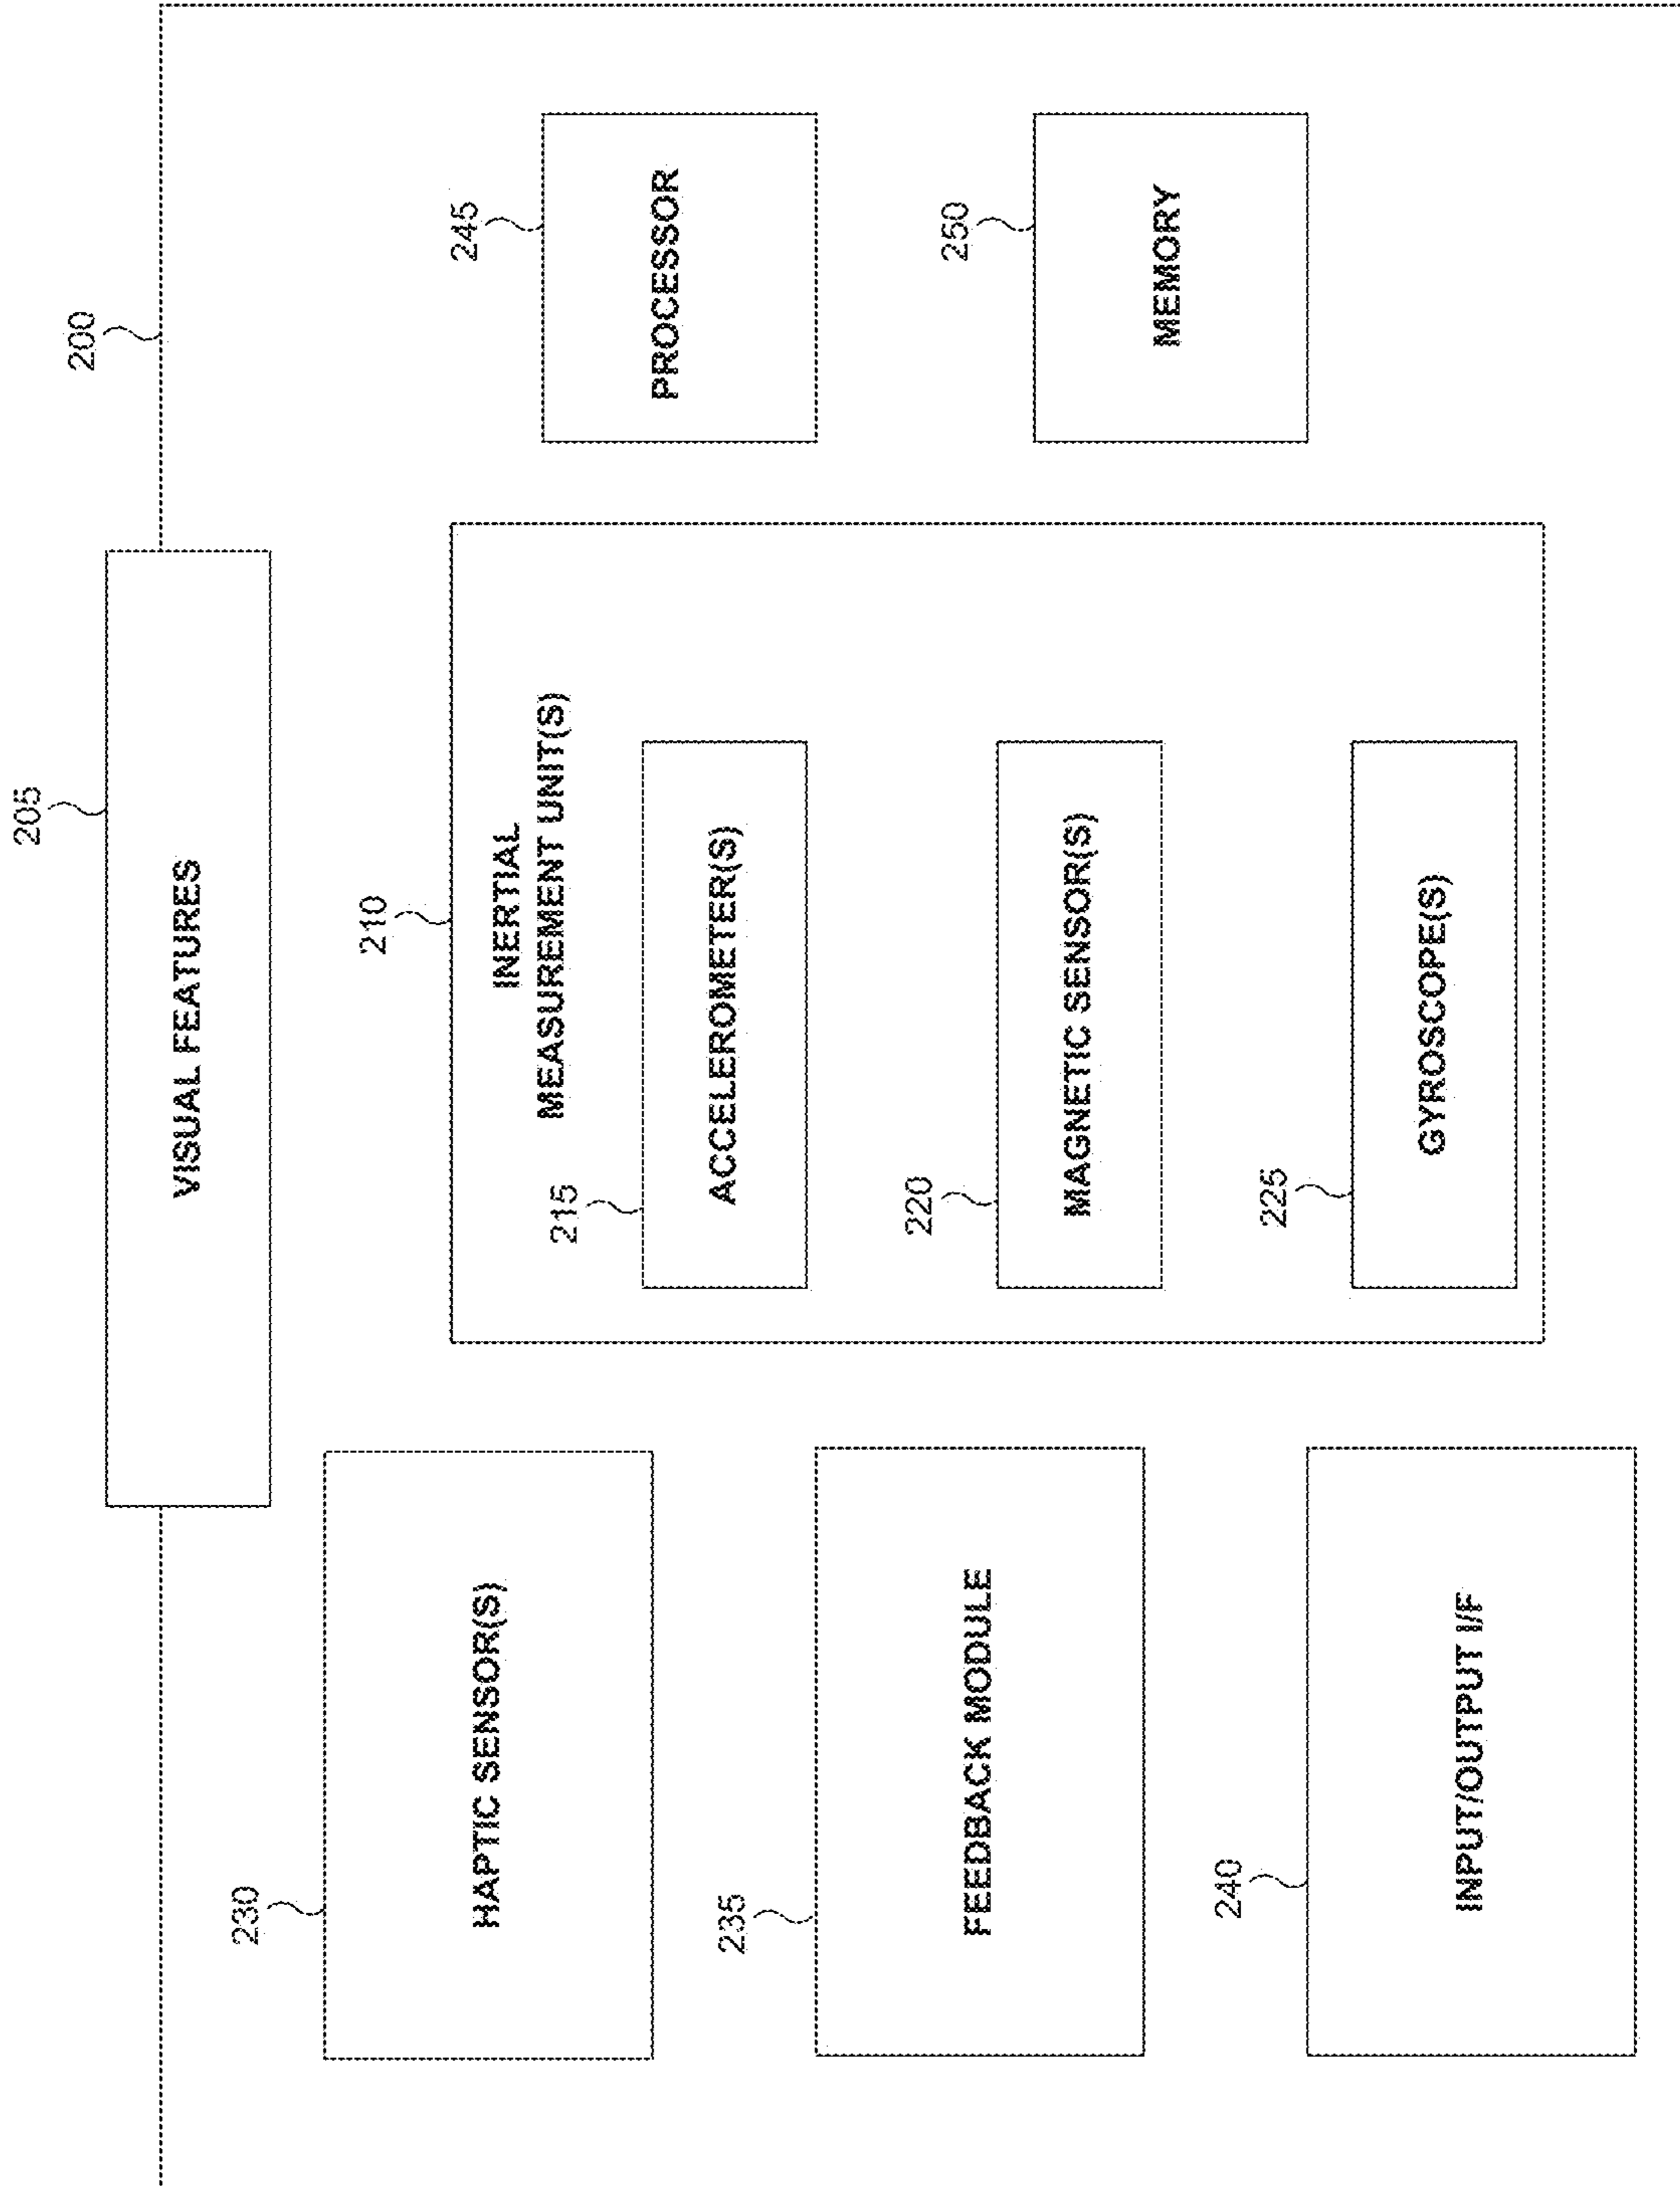 200
205
VISUAL FEATURES
230
HAPTIC SENSOR(S)
235
FEEDBACK MODULE
240
INPUT/OUTPUT I/F
210
INERTIAL
MEASUREMENT UNIT(S)
215
ACCELEROMETER(S)
220
MAGNETIC SENSOR(S)
225
GYROSCOPE(S)
245
PROCESSOR
250
MEMORY